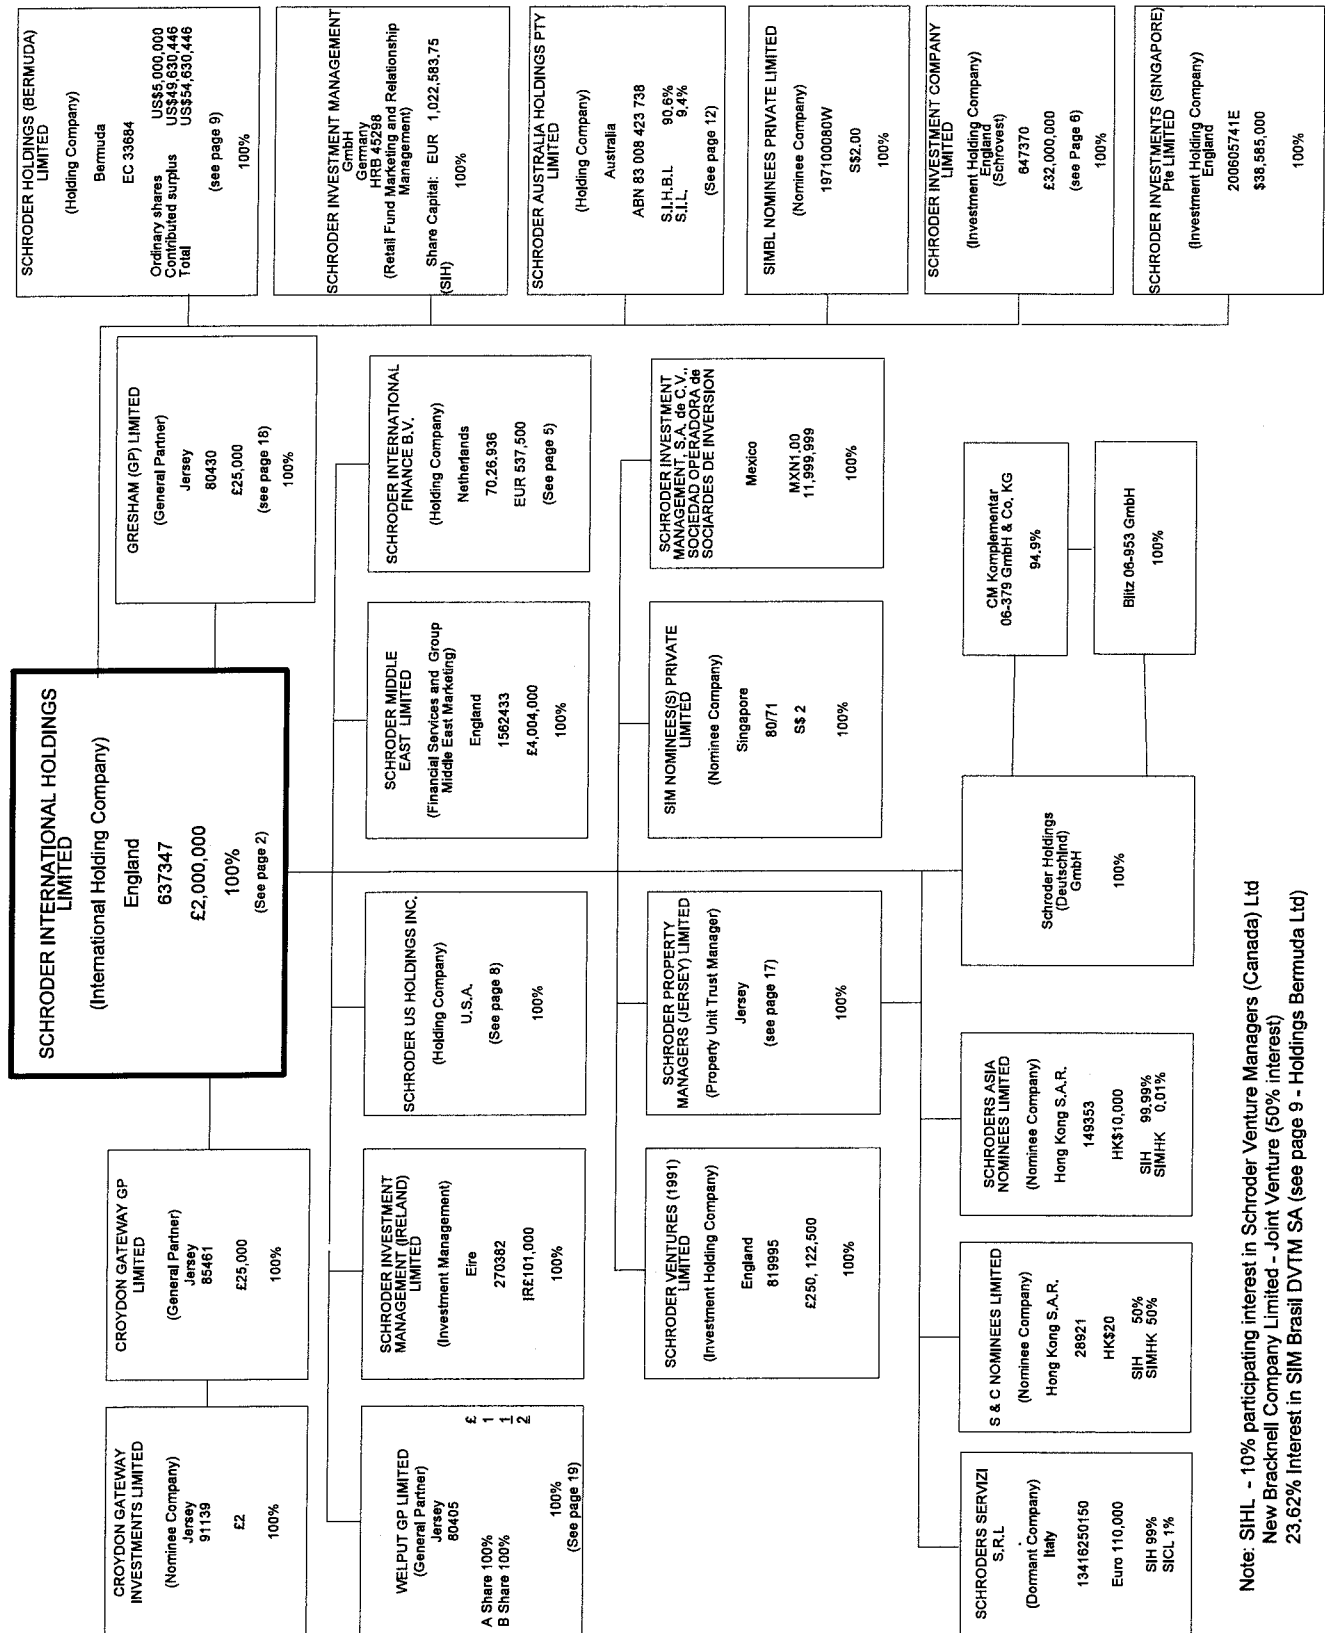 SCHRODER INTERNATIONAL HOLDINGS
LIMITED
(International Holding Company)
England
637347
£2,000,000
100%
(See page 2)
CROYDON GATEWAY
INVESTMENTS LIMITED
(Nominee Company)
Jersey
91139
£2
100%
CROYDON GATEWAY GP
LIMITED
(General Partner)
Jersey
85461
£25,000
100%
GRESHAM (GP) LIMITED
(General Partner)
Jersey
80430
£25,000
(see page 18)
100%
SCHRODER HOLDINGS (BERMUDA)
LIMITED
(Holding Company)
Bermuda
EC 33684
Ordinary shares US$5,000,000
Contributed surplus US$49,630,446
Total US$54,630,446
(see page 9)
100%
SCHRODER INVESTMENT MANAGEMENT
GmbH
Germany
HRB 45298
(Retail Fund Marketing and Relationship
Management)
Share Capital: EUR 1,022,583,75
(SIH)
100%
SCHRODER AUSTRALIA HOLDINGS PTY
LIMITED
(Holding Company)
Australia
ABN 83 008 423 738
S.I.H.B.L 90.6%
S.I.L. 9.4%
(See page 12)
SIMBL NOMINEES PRIVATE LIMITED
(Nominee Company)
197100080W
S$2.00
100%
SCHRODER INVESTMENT COMPANY
LIMITED
(Investment Holding Company)
England
(Schrovest)
647370
£32,000,000
(see Page 6)
100%
SCHRODER INVESTMENTS (SINGAPORE)
Pte LIMITED
(Investment Holding Company)
England
200605741E
$38,585,000
100%
WELPUT GP LIMITED
(General Partner)
Jersey
80405
£
A Share 100% 1
B Share 100% 1
2
100%
(See page 19)
SCHRODER INVESTMENT
MANAGEMENT (IRELAND)
LIMITED
(Investment Management)
Eire
270382
IR£101,000
100%
SCHRODER US HOLDINGS INC.
(Holding Company)
U.S.A.
(See page 8)
100%
SCHRODER MIDDLE
EAST LIMITED
(Financial Services and Group
Middle East Marketing)
England
1562433
£4,004,000
100%
SCHRODER INTERNATIONAL
FINANCE B.V.
(Holding Company)
Netherlands
70,26,936
EUR 537,500
(See page 5)
SCHRODER VENTURES (1991)
LIMITED
(Investment Holding Company)
England
819995
£250, 122,500
100%
SCHRODER PROPERTY
MANAGERS (JERSEY) LIMITED
(Property Unit Trust Manager)
Jersey
(see page 17)
100%
SIM NOMINEES(S) PRIVATE
LIMITED
(Nominee Company)
Singapore
80/71
S$ 2
100%
SCHRODER INVESTMENT
MANAGEMENT, S.A. de C.V.,
SOCIEDAD OPERADORA de
SOCIARDES DE INVERSION
Mexico
MXN1.00
11,999,999
100%
SCHRODERS SERVIZI
S.R.L
(Dormant Company)
Italy
13416250150
Euro 110,000
SIH 99%
SICL 1%
S & C NOMINEES LIMITED
(Nominee Company)
Hong Kong S.A.R.
28921
HK$20
SIH 50%
SIMHK 50%
SCHRODERS ASIA
NOMINEES LIMITED
(Nominee Company)
Hong Kong S.A.R.
149353
HK$10,000
SIH 99.99%
SIMHK 0.01%
Schroder Holdings
(Deutschlnd)
GmbH
100%
CM Komplementar
06-379 GmbH & Co. KG
94.9%
Blitz 06-953 GmbH
100%
Note: SIHL - 10% participating interest in Schroder Venture Managers (Canada) Ltd
New Bracknell Company Limited - Joint Venture (50% interest)
23.62% Interest in SIM Brasil DVTM SA (see page 9 - Holdings Bermuda Ltd)